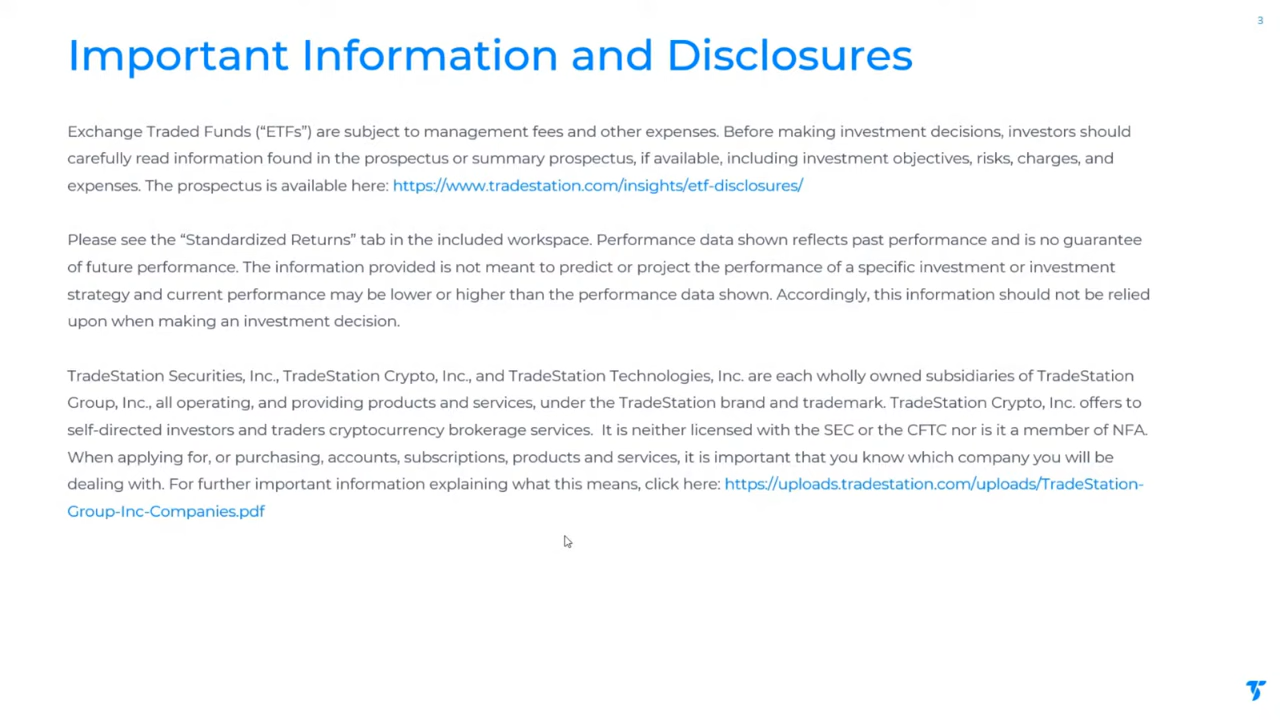 3
Important Information and Disclosures
Exchange Traded Funds (“ETFs”) are subject to management fees and other expenses. Before making investment decisions, investors should
carefully read information found in the prospectus or summary prospectus, if available, including investment objectives, risks, charges, and
expenses. The prospectus is available here: https://www.tradestation.com/insights/etf-disclosures/
Please see the “Standardized Returns” tab in the included workspace. Performance data shown reflects past performance and is no guarantee
of future performance. The information provided is not meant to predict or project the performance of a specific investment or investment
strategy and current performance may be lower or higher than the performance data shown. Accordingly, this information should not be relied
upon when making an investment decision.
TradeStation Securities, Inc., TradeStation Crypto, Inc., and TradeStation Technologies, Inc. are each wholly owned subsidiaries of TradeStation
Group, Inc., all operating, and providing products and services, under the TradeStation brand and trademark. TradeStation Crypto, Inc. offers to
self-directed investors and traders cryptocurrency brokerage services.  It is neither licensed with the SEC or the CFTC nor is it a member of NFA.
When applying for, or purchasing, accounts, subscriptions, products and services, it is important that you know which company you will be
dealing with. For further important information explaining what this means, click here: https://uploads.tradestation.com/uploads/TradeStation-
Group-Inc-Companies.pdf